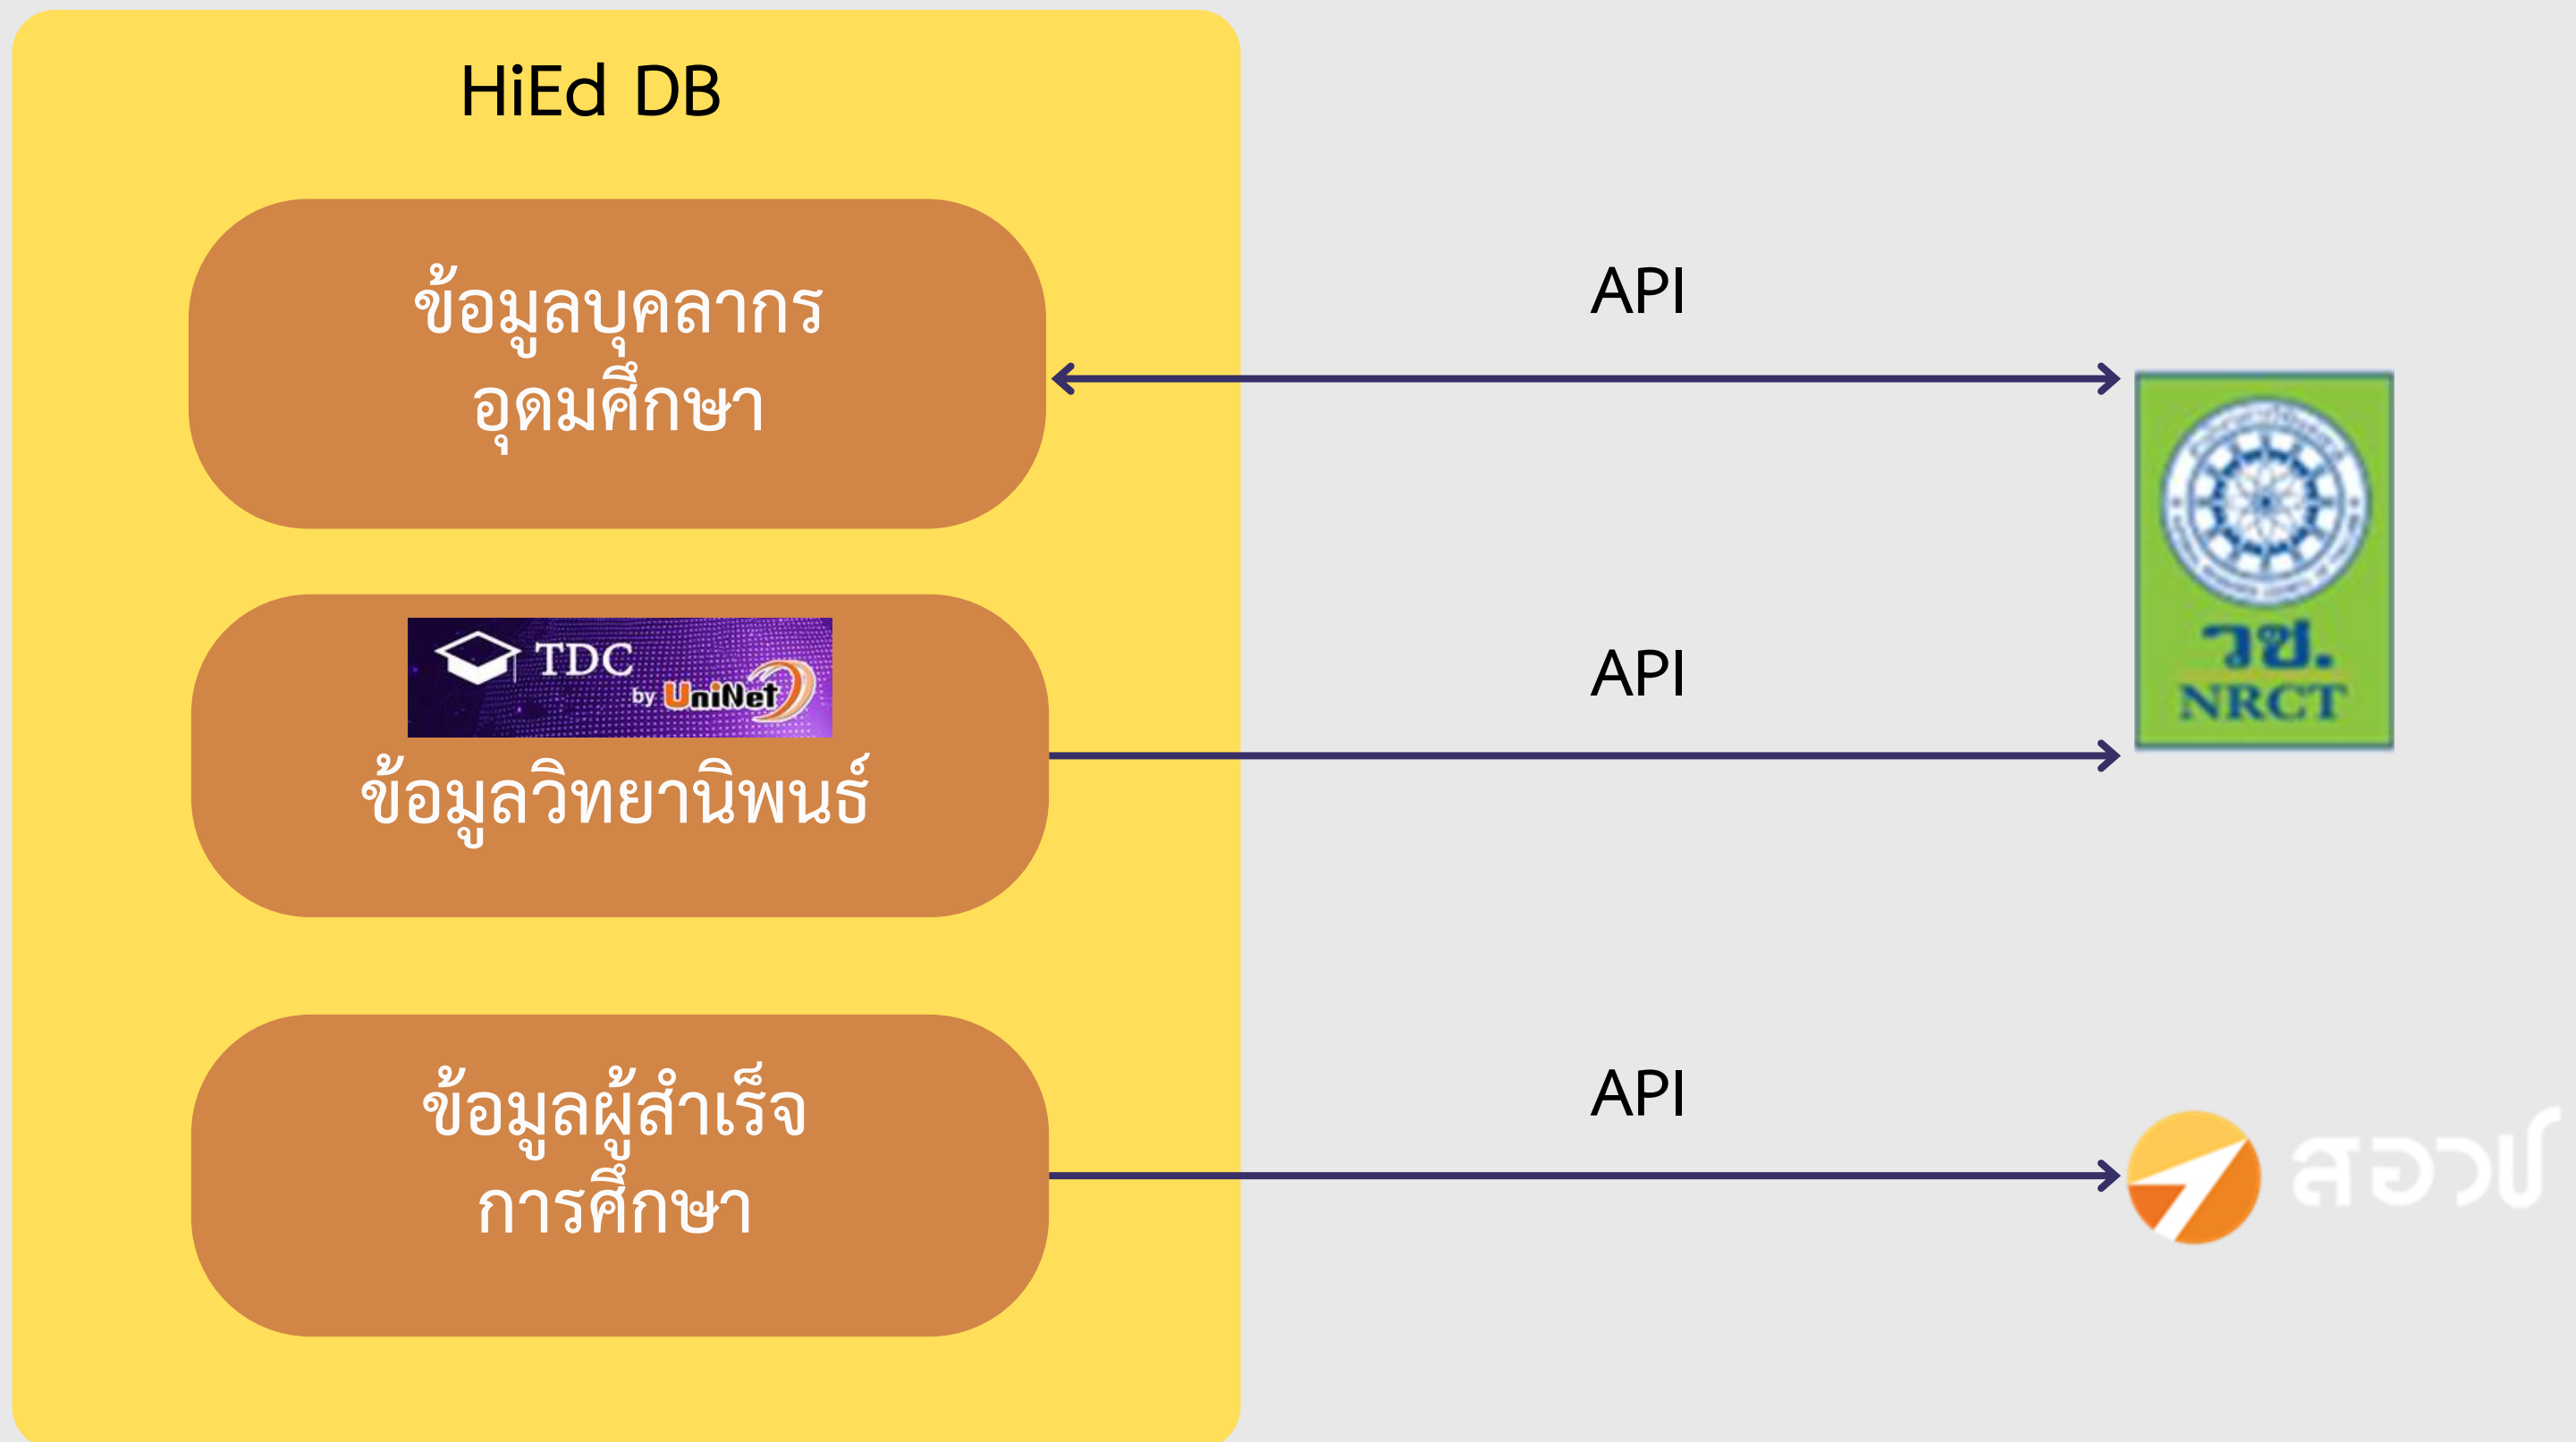 HiEd DB
ข้อมูลบุคลากร
อุดมศึกษา
API
TDC
by UniNet
ข้อมูลวิทยานิพนธ์
API
วช.
NRCT
ข้อมูลผู้สำเร็จ
การศึกษา
API
สอวช